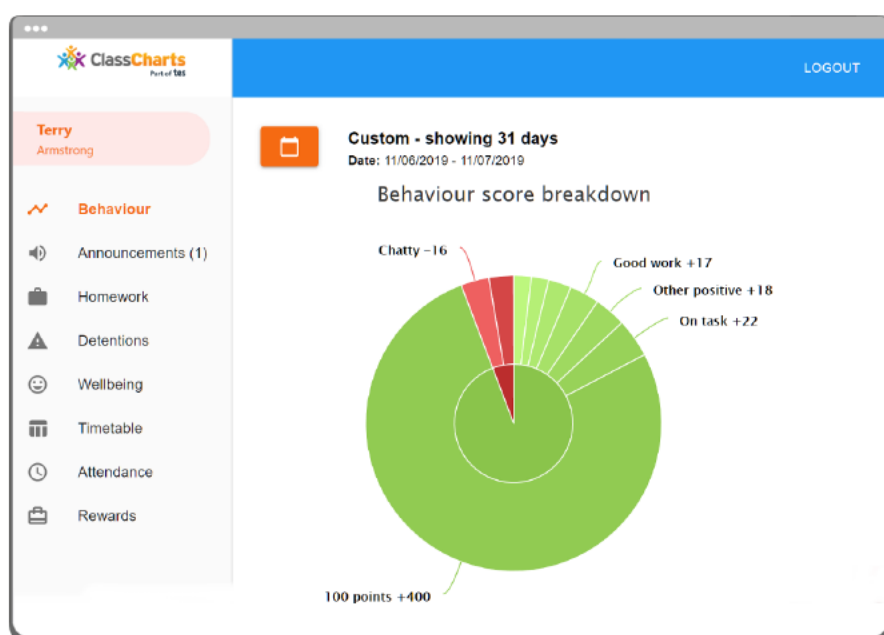 ClassCharts
Part of tes
LOGOUT
Terry
Armstrong
Behaviour
Announcements (1)
Homework
Detentions
Wellbeing
Timetable
Attendance
Rewards
Custom - showing 31 days
Date: 11/06/2019 - 11/07/2019
Behaviour score breakdown
Chatty −16
Good work +17
Other positive +18
On task +22
100 points +400